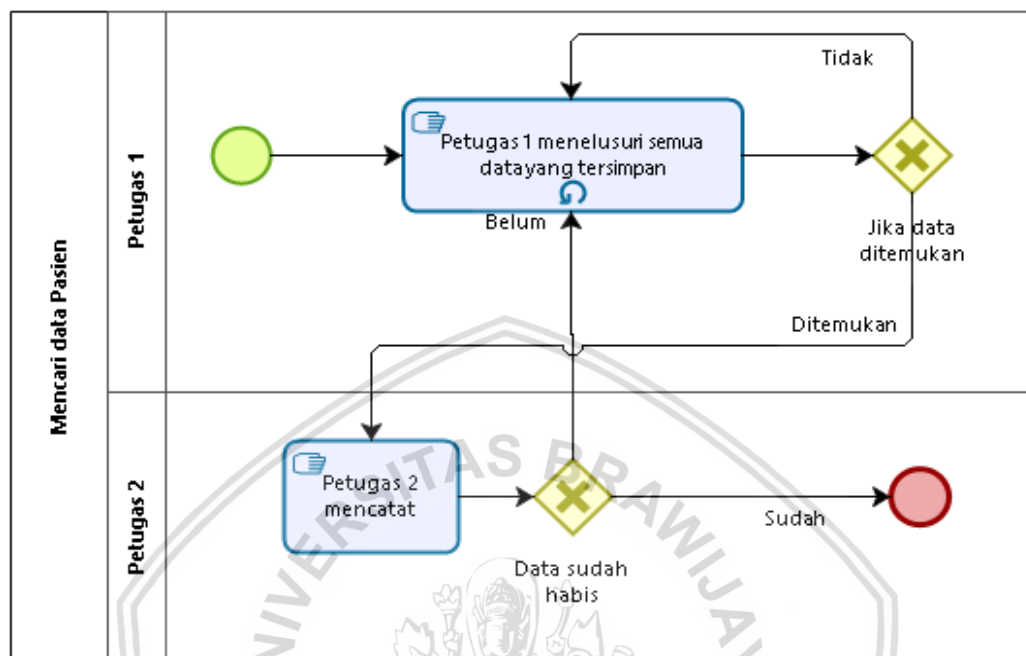 Mencari data Pasien
Petugas 1
Tidak
Petugas 1 menelusuri semua
datayang tersimpan
Belum
Jika data
ditemukan
Ditemukan
Petugas 2
Petugas 2
mencatat
Data sudah
habis
Sudah
UNIVERSITAS BRAWIJAYA